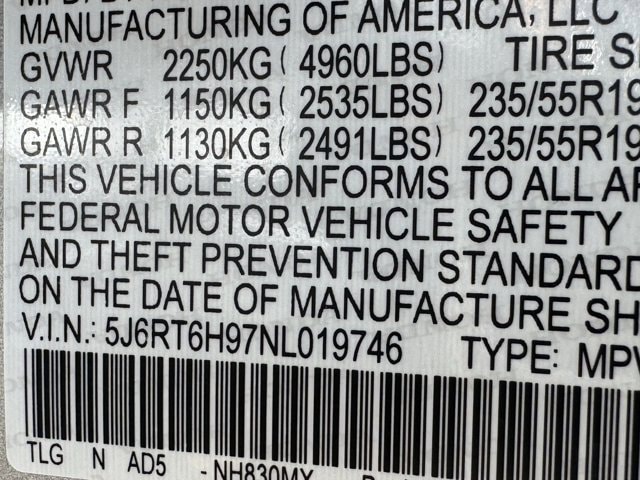 MANUFACTURING OF AMERICA, LLC
GVWR 2250KG ( 4960LBS) TIRE
GAWR F 1150KG ( 2535LBS) 235/55R19
GAWR R 1130KG ( 2491LBS) 235/55R19
THIS VEHICLE CONFORMS TO ALL
FEDERAL MOTOR VEHICLE SAFETY
AND THEFT PREVENTION STANDARD
ON THE DATE OF MANUFACTURE SH
V.I.N.: 5J6RT6H97NL019746 TYPE: MPV
TLG N AD5 -NH830MX